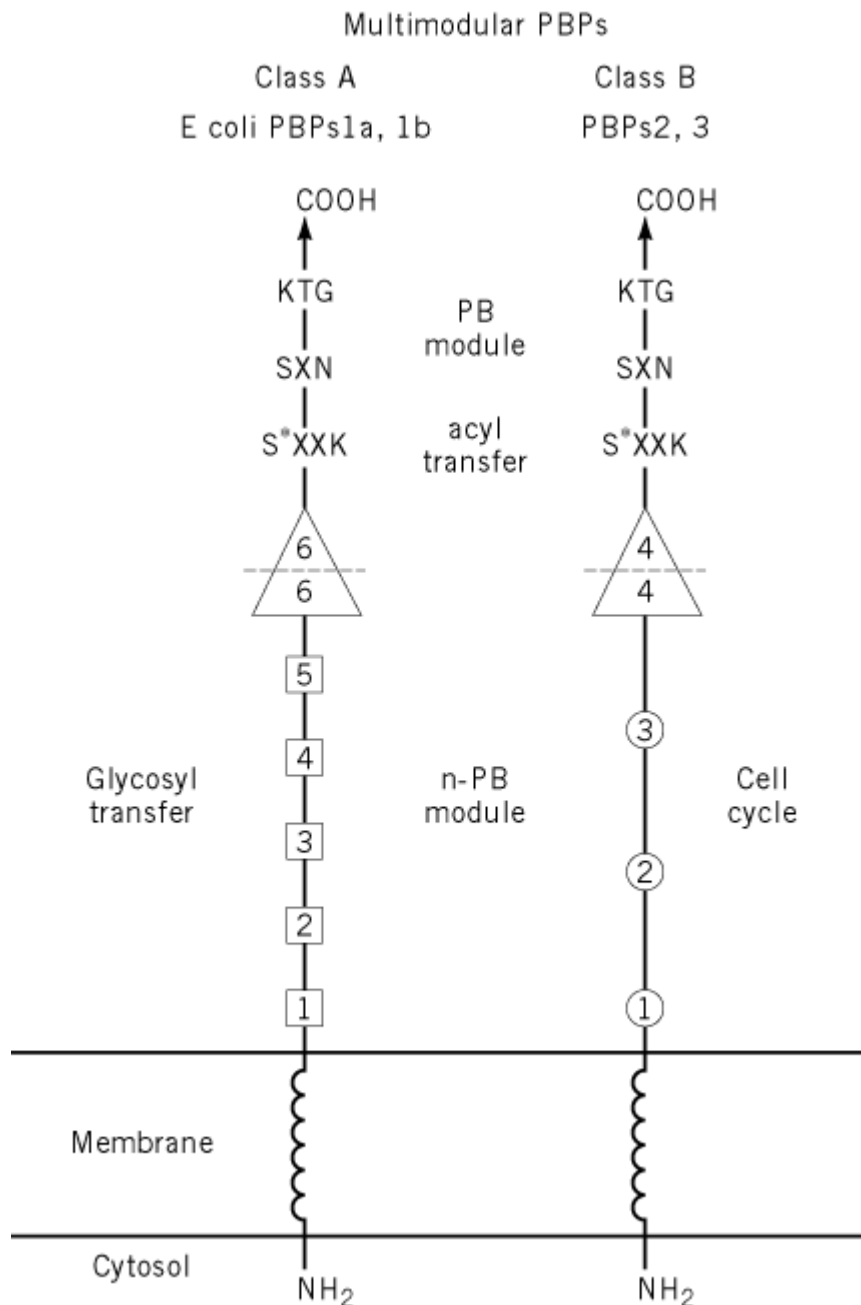 Multimodular PBPs
Class A Class B
E coli PBPs1a, 1b PBPs2, 3
COOH COOH
KTG KTG
PB
module
SXN SXN
acyl
transfer
S*XXK S*XXK
6 4
6 4
5
3
4
Glycosyl
transfer
n-PB
module
Cell
cycle
3
2
2
1 1
Membrane
Cytosol
NH₂ NH₂